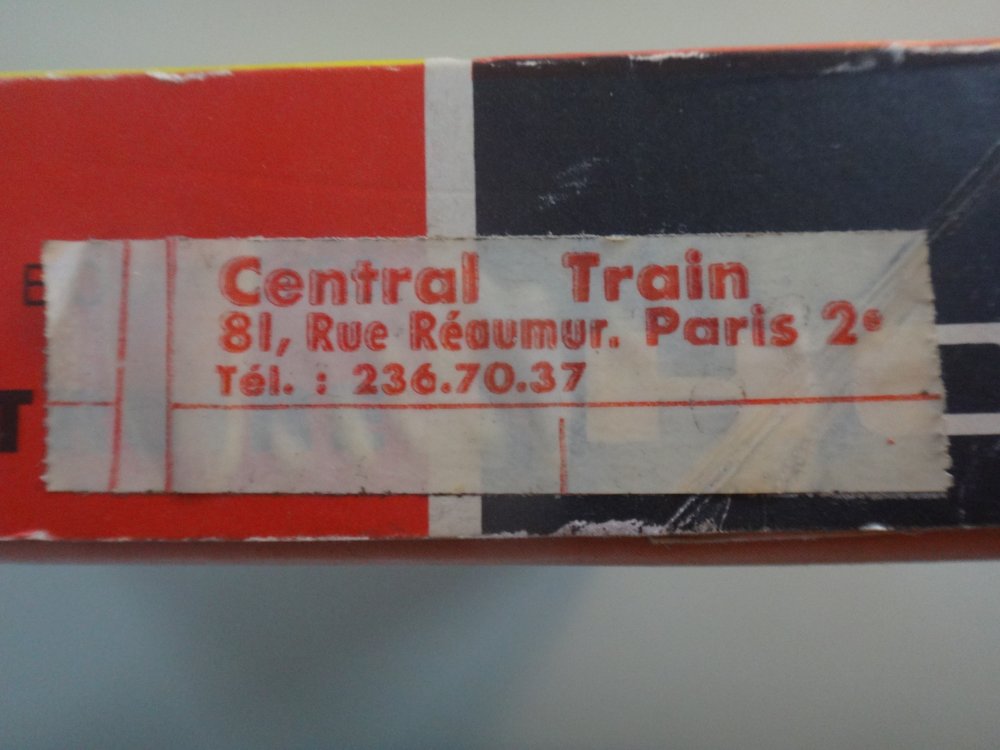 Central Train
81, Rue Réaumur. Paris 2e
Tél. : 236.70.37